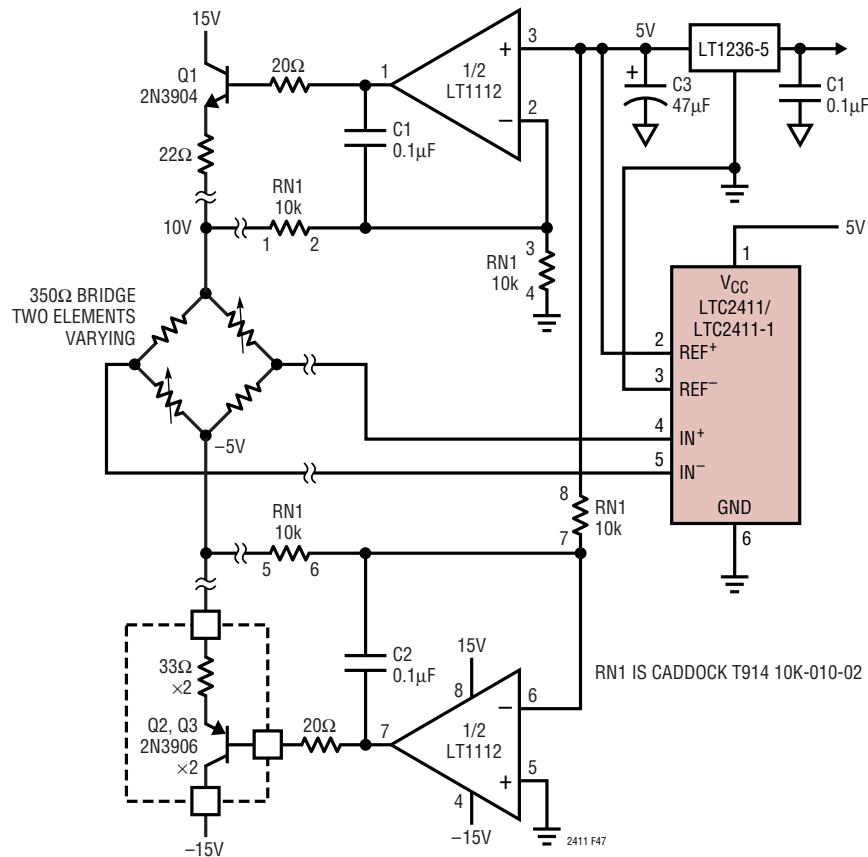 15V
Q1
2N3904
20Ω
1
1/2
LT1112
+
3
−
2
5V
LT1236-5
+
C3
47µF
C1
0.1µF
C1
0.1µF
22Ω
10V
RN1
10k
1
2
RN1
10k
3
4
350Ω BRIDGE
TWO ELEMENTS
VARYING
−5V
5V
1
VCC
LTC2411/
LTC2411-1
2
REF+
3
REF−
4
IN+
5
IN−
GND
6
8
RN1
10k
7
RN1
10k
5
6
33Ω
×2
Q2, Q3
2N3906
×2
−15V
20Ω
C2
0.1µF
7
15V
8
1/2
LT1112
−
6
+
5
4
−15V
RN1 IS CADDOCK T914 10K-010-02
2411 F47